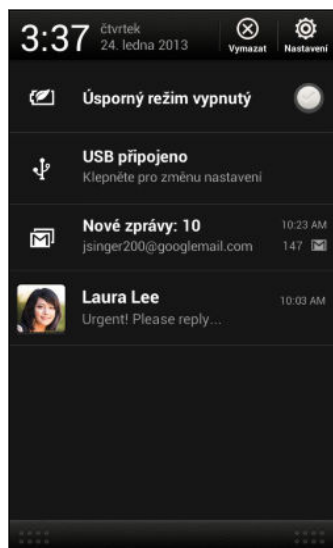 3:37
čtvrtek
24. ledna 2013
Vymazat
Nastavení
Úsporný režim vypnutý
USB připojeno
Klepněte pro změnu nastavení
Nové zprávy: 10
10:23 AM
jsinger200@googlemail.com
147
Laura Lee
10:03 AM
Urgent! Please reply...